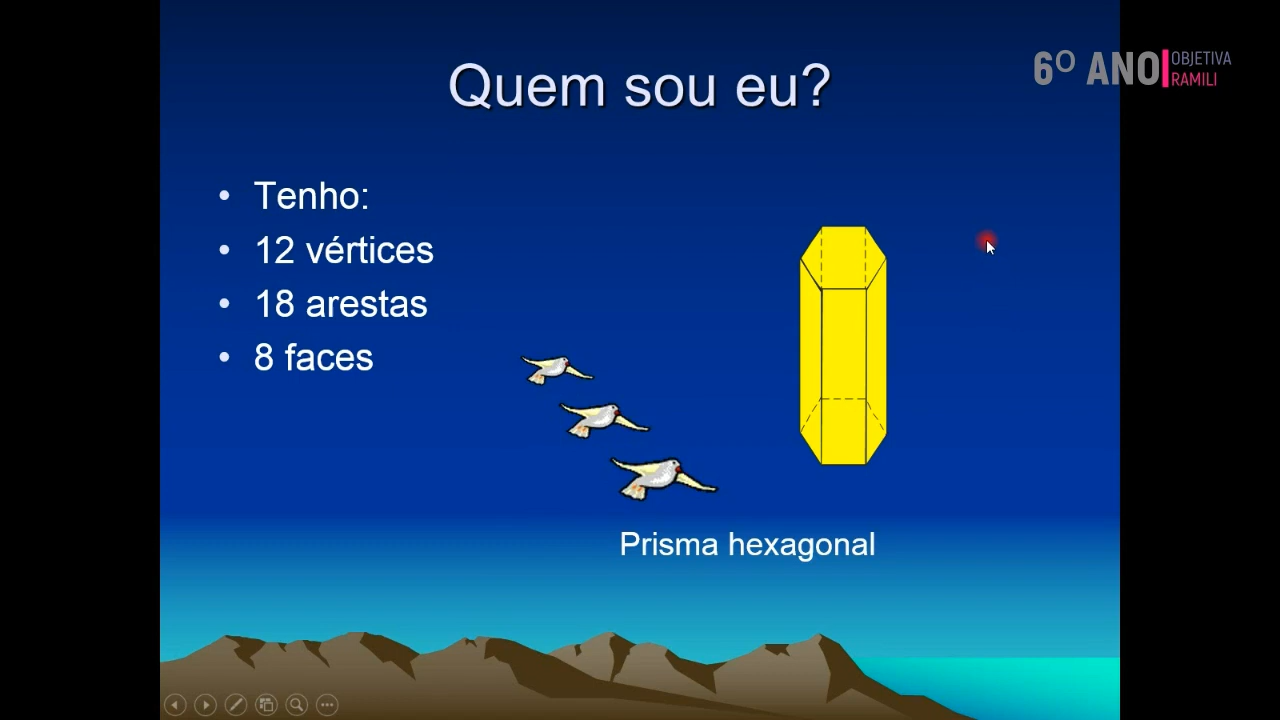 Quem sou eu?
6º ANO
OBJETIVA
RAMILI
• Tenho:
• 12 vértices
• 18 arestas
• 8 faces
Prisma hexagonal